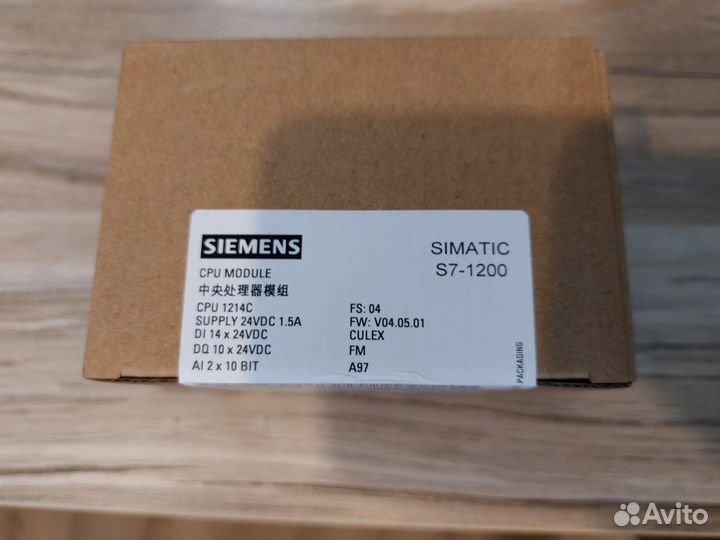 SIEMENS
SIMATIC
S7-1200
CPU MODULE
中央处理器模组
CPU 1214C
SUPPLY 24VDC 1.5A
DI 14 x 24VDC
DQ 10 x 24VDC
AI 2 x 10 BIT
FS: 04
FW: V04.05.01
CULEX
FM
A97
PACKAGING
Avito